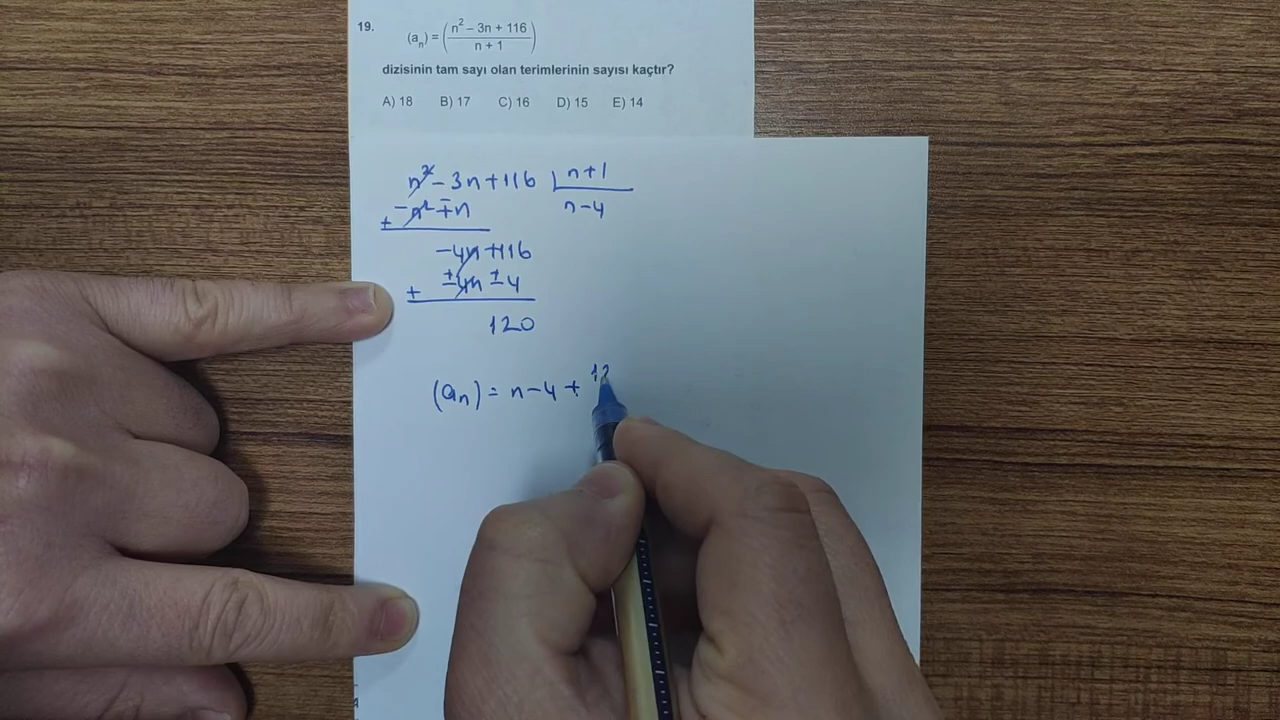 19.
(aₙ) = (n² – 3n + 116 / n + 1)
dizisinin tam sayı olan terimlerinin sayısı kaçtır?
A) 18 B) 17 C) 16 D) 15 E) 14
n² - 3n + 116 | n + 1
+ - n² ∓ n n - 4
-4n + 116
+ ±4n ± 4
120
(aₙ) = n - 4 + 12